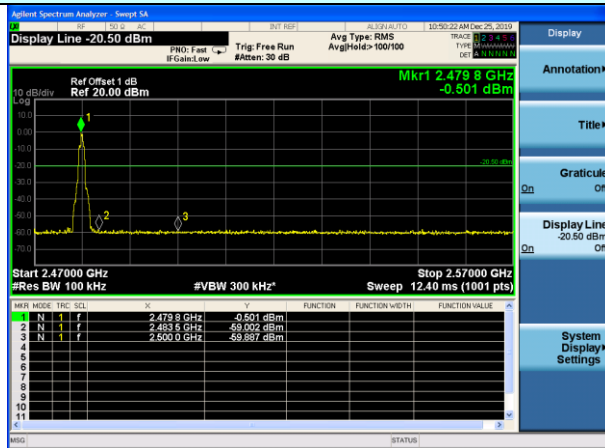 Agilent Spectrum Analyzer - Swept SA
RF 50 Ω AC INT REF ALIGN AUTO 10:50:22 AM Dec 25, 2019
Display Line -20.50 dBm
PNO: Fast
IFGain:Low
Trig: Free Run
#Atten: 30 dB
Avg Type: RMS
Avg|Hold:>100/100
TRACE 1 2 3 4 5 6
TYPE
DET A N N N N N
Ref Offset 1 dB
10 dB/div Ref 20.00 dBm
Log
Mkr1 2.479 8 GHz
-0.501 dBm
10.0
0.00
-10.0
-20.0
-30.0
-40.0
-50.0
-60.0
-70.0
1
2
3
-20.50 dBm
Start 2.47000 GHz Stop 2.57000 GHz
#Res BW 100 kHz #VBW 300 kHz* Sweep 12.40 ms (1001 pts)
MKR MODE TRC SCL X Y FUNCTION FUNCTION WIDTH FUNCTION VALUE
1 N 1 f 2.479 8 GHz -0.501 dBm
2 N 1 f 2.483 5 GHz -59.002 dBm
3 N 1 f 2.500 0 GHz -59.887 dBm
4
5
6
7
8
9
10
11
MSG STATUS
Display
Annotation
Title
Graticule
On Off
Display Line
-20.50 dBm
On Off
System
Display
Settings